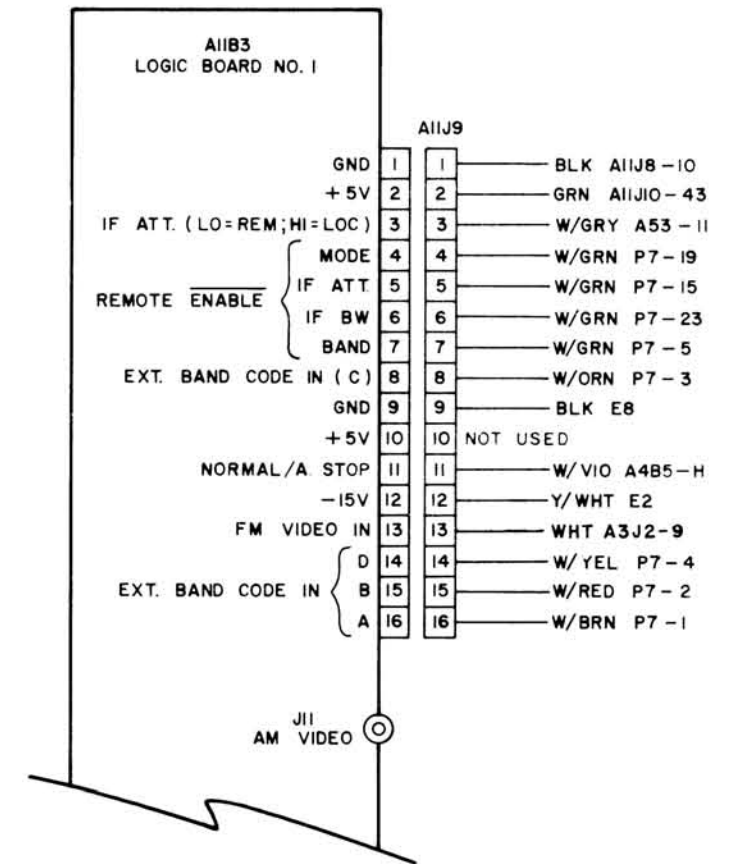 A11B3
LOGIC BOARD NO. 1
A11J9
GND 1 1 BLK A11J8-10
+5V 2 2 GRN A11J10-43
IF ATT. (LO=REM;HI=LOC) 3 3 W/GRY A53-11
MODE 4 4 W/GRN P7-19
IF ATT. 5 5 W/GRN P7-15
REMOTE ENABLE
IF BW 6 6 W/GRN P7-23
BAND 7 7 W/GRN P7-5
EXT. BAND CODE IN (C) 8 8 W/ORN P7-3
GND 9 9 BLK E8
+5V 10 10 NOT USED
NORMAL/A. STOP 11 11 W/VIO A4B5-H
-15V 12 12 Y/WHT E2
FM VIDEO IN 13 13 WHT A3J2-9
D 14 14 W/YEL P7-4
EXT. BAND CODE IN B 15 15 W/RED P7-2
A 16 16 W/BRN P7-1
J11
AM VIDEO